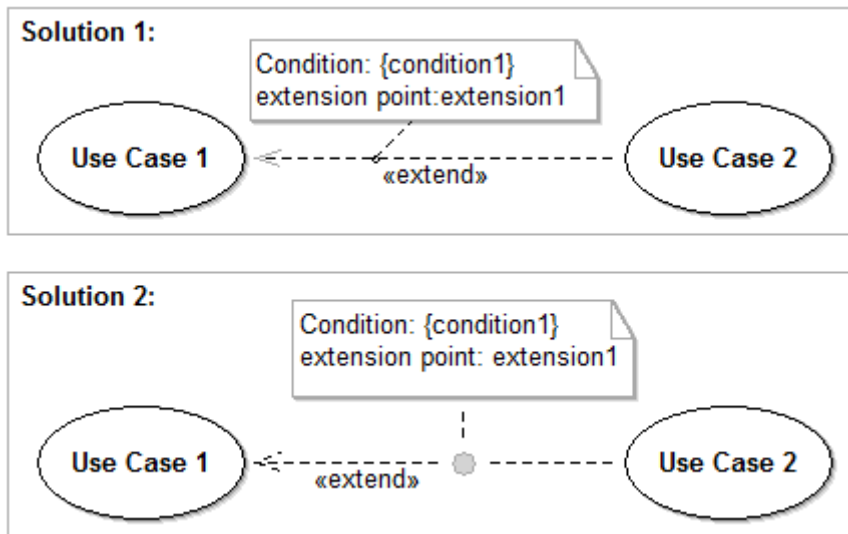 Solution 1:
Condition: {condition1}
extension point:extension1
Use Case 1
«extend»
Use Case 2
Solution 2:
Condition: {condition1}
extension point: extension1
Use Case 1
«extend»
Use Case 2